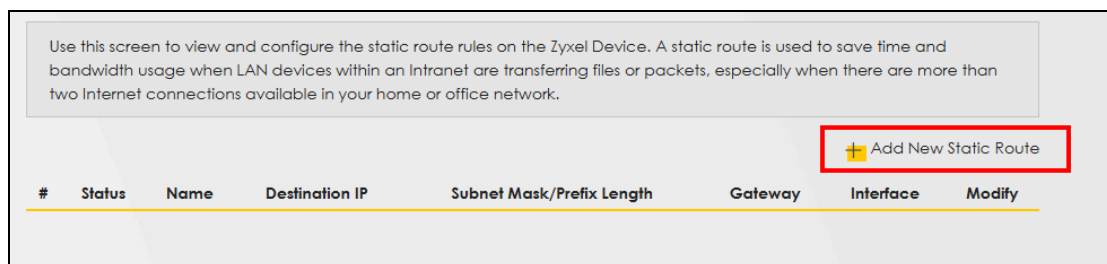 Use this screen to view and configure the static route rules on the Zyxel Device. A static route is used to save time and
bandwidth usage when LAN devices within an Intranet are transferring files or packets, especially when there are more than
two Internet connections available in your home or office network.
+ Add New Static Route
# Status Name Destination IP Subnet Mask/Prefix Length Gateway Interface Modify